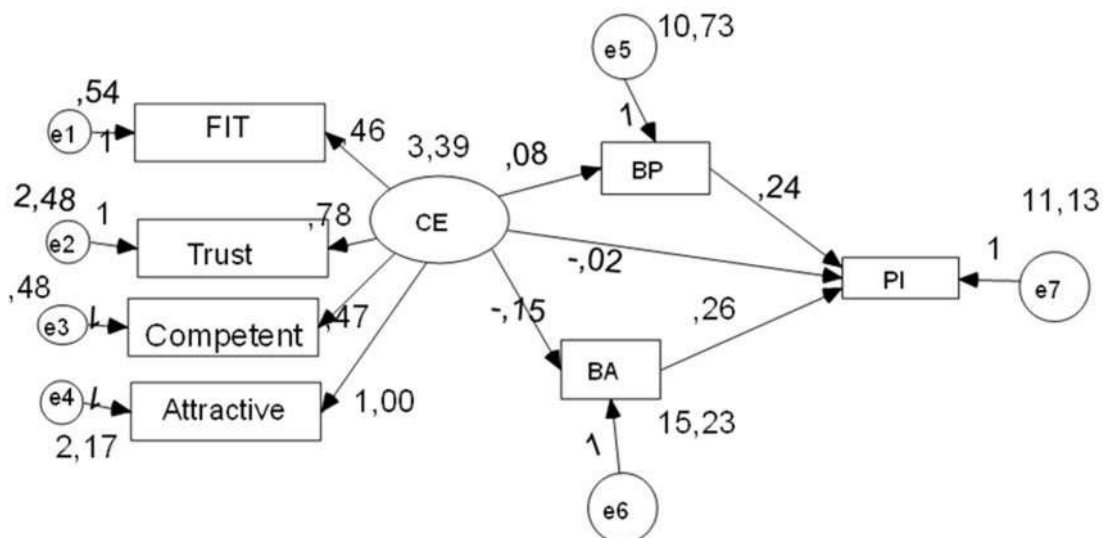 10,73
e5
,54
e1
1
FIT
,46
3,39
,08
1
BP
,24
2,48
1
e2
Trust
,78
CE
-,02
11,13
1
PI
e7
,48
e3
1
Competent
,47
-,15
,26
BA
e4
1
Attractive
1,00
15,23
2,17
1
e6